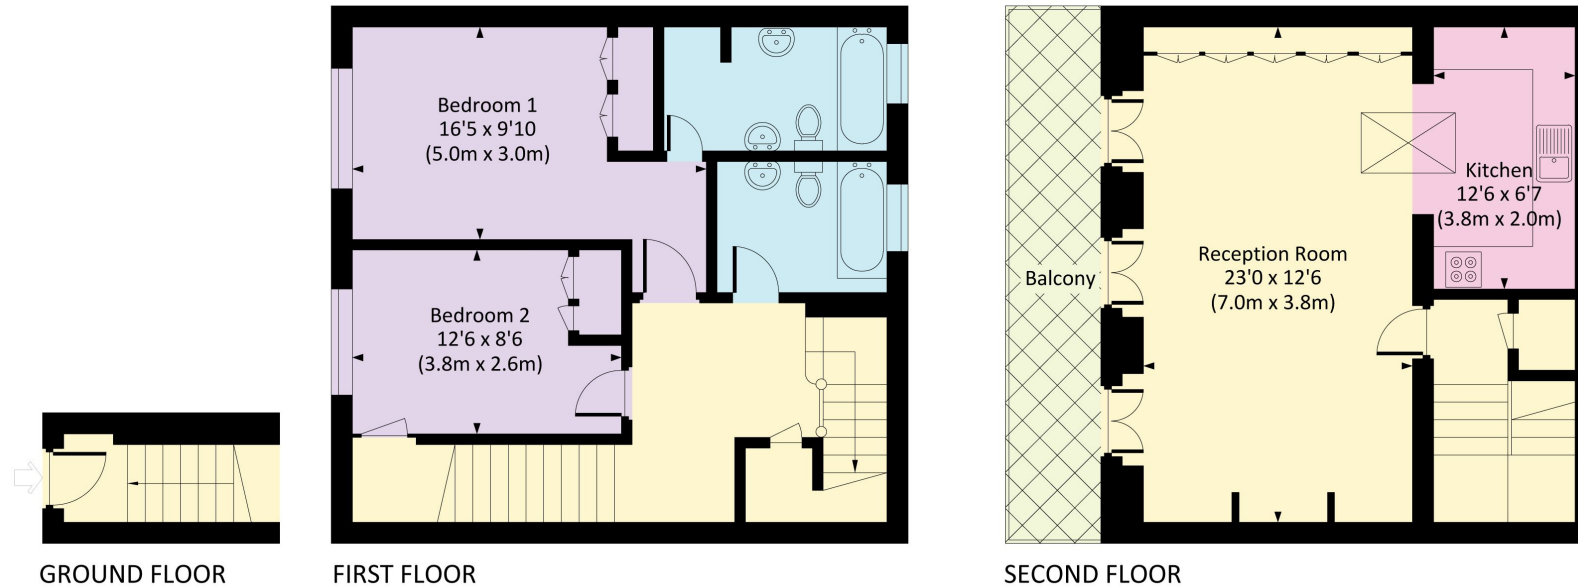 Bedroom 1
16'5 x 9'10
(5.0m x 3.0m)
Bedroom 2
12'6 x 8'6
(3.8m x 2.6m)
Balcony
Reception Room
23'0 x 12'6
(7.0m x 3.8m)
Kitchen
12'6 x 6'7
(3.8m x 2.0m)
GROUND FLOOR
FIRST FLOOR
SECOND FLOOR